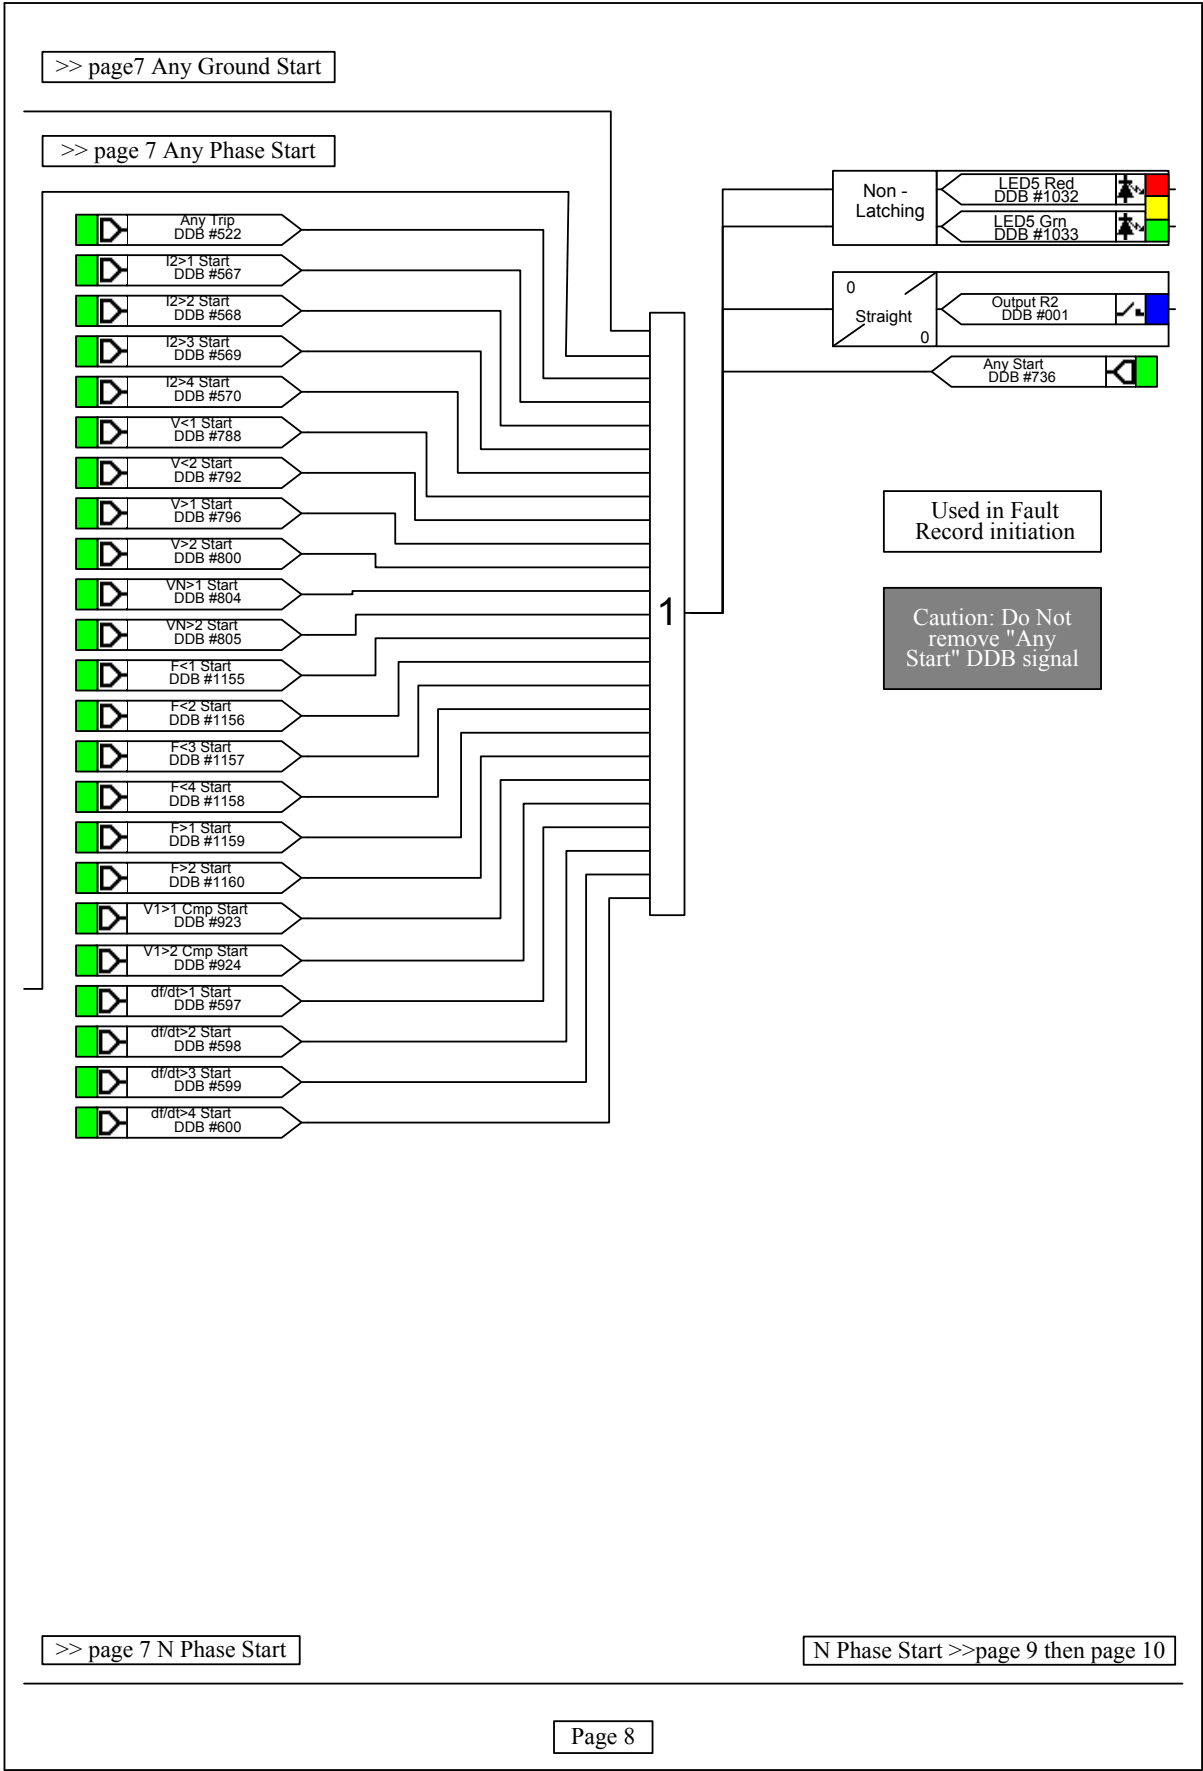 >> page7 Any Ground Start
>> page 7 Any Phase Start
Any Trip
DDB #522
I2>1 Start
DDB #567
I2>2 Start
DDB #568
I2>3 Start
DDB #569
I2>4 Start
DDB #570
V<1 Start
DDB #788
V<2 Start
DDB #792
V>1 Start
DDB #796
V>2 Start
DDB #800
VN>1 Start
DDB #804
VN>2 Start
DDB #805
F<1 Start
DDB #1155
F<2 Start
DDB #1156
F<3 Start
DDB #1157
F<4 Start
DDB #1158
F>1 Start
DDB #1159
F>2 Start
DDB #1160
V1>1 Cmp Start
DDB #923
V1>2 Cmp Start
DDB #924
df/dt>1 Start
DDB #597
df/dt>2 Start
DDB #598
df/dt>3 Start
DDB #599
df/dt>4 Start
DDB #600
1
Non -
Latching
LED5 Red
DDB #1032
LED5 Grn
DDB #1033
0
Straight
0
Output R2
DDB #001
Any Start
DDB #736
Used in Fault
Record initiation
Caution: Do Not
remove "Any
Start" DDB signal
>> page 7 N Phase Start
N Phase Start >>page 9 then page 10
Page 8